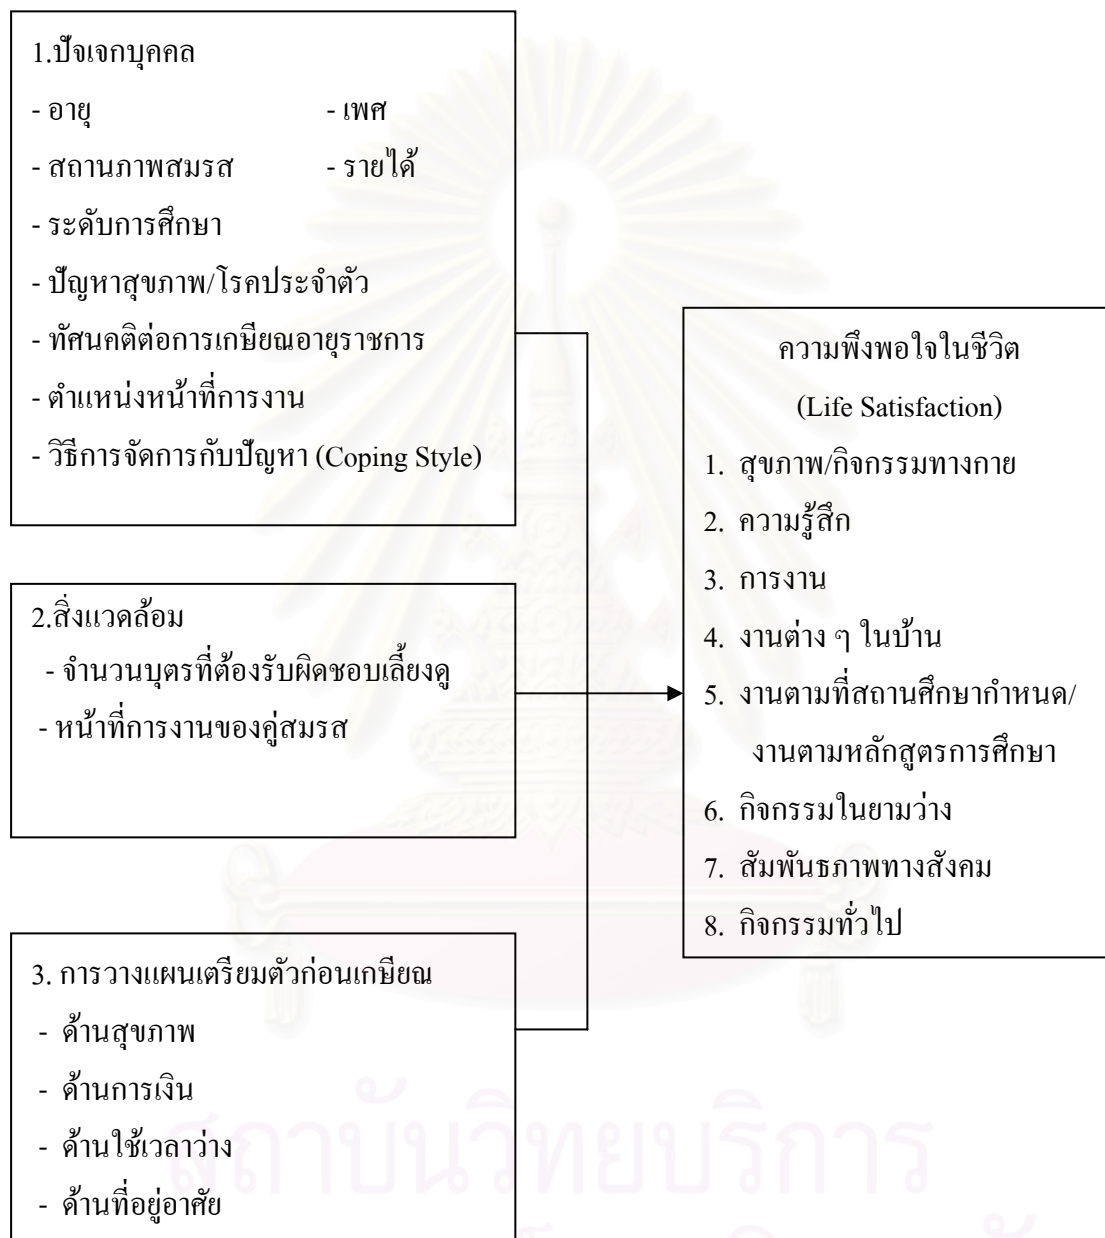 1.ปัจเจกบุคคล
- อายุ - เพศ
- สถานภาพสมรส - รายได้
- ระดับการศึกษา
- ปัญหาสุขภาพ/โรคประจำตัว
- ทัศนคติต่อการเกษียณอายุราชการ
- ตำแหน่งหน้าที่การงาน
- วิธีการจัดการกับปัญหา (Coping Style)
2.สิ่งแวดล้อม
- จำนวนบุตรที่ต้องรับผิดชอบเลี้ยงดู
- หน้าที่การงานของคู่สมรส
3. การวางแผนเตรียมตัวก่อนเกษียณ
- ด้านสุขภาพ
- ด้านการเงิน
- ด้านใช้เวลาว่าง
- ด้านที่อยู่อาศัย
ความพึงพอใจในชีวิต
(Life Satisfaction)
1. สุขภาพ/กิจกรรมทางกาย
2. ความรู้สึก
3. การงาน
4. งานต่าง ๆ ในบ้าน
5. งานตามที่สถานศึกษากำหนด/
งานตามหลักสูตรการศึกษา
6. กิจกรรมในยามว่าง
7. สัมพันธภาพทางสังคม
8. กิจกรรมทั่วไป
สถาบันวิทยบริการ